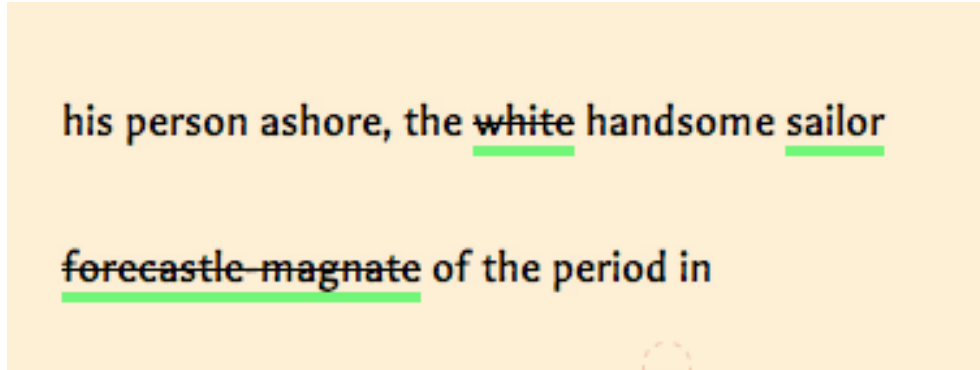 his person ashore, the white handsome sailor
forecastle-magnate of the period in